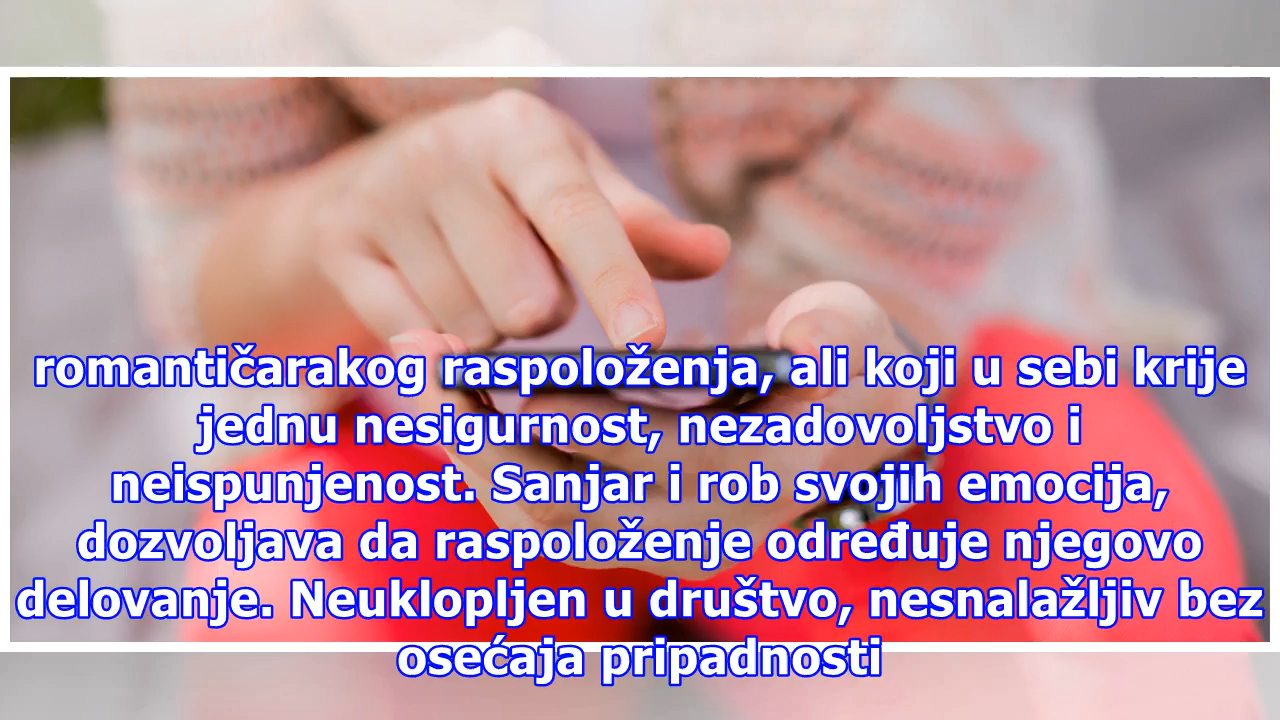 romantičarakog raspoloženja, ali koji u sebi krije
jednu nesigurnost, nezadovoljstvo i
neispunjenost. Sanjar i rob svojih emocija,
dozvoljava da raspoloženje određuje njegovo
delovanje. Neuklopljen u društvo, nesnalažljiv bez
osećaja pripadnosti